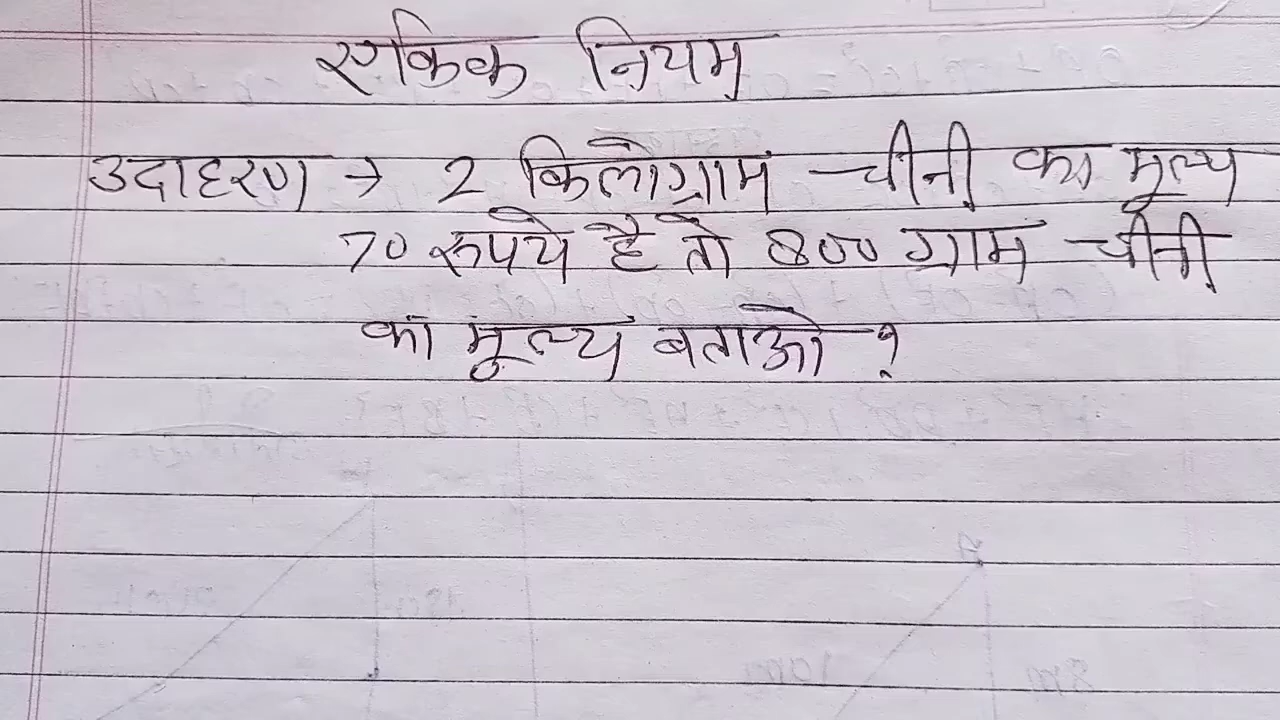 एकिक नियम
उदाहरण → 2 किलोग्राम चीनी का मूल्य
70 रुपये है तो 800 ग्राम चीनी
का मूल्य बताओ ?